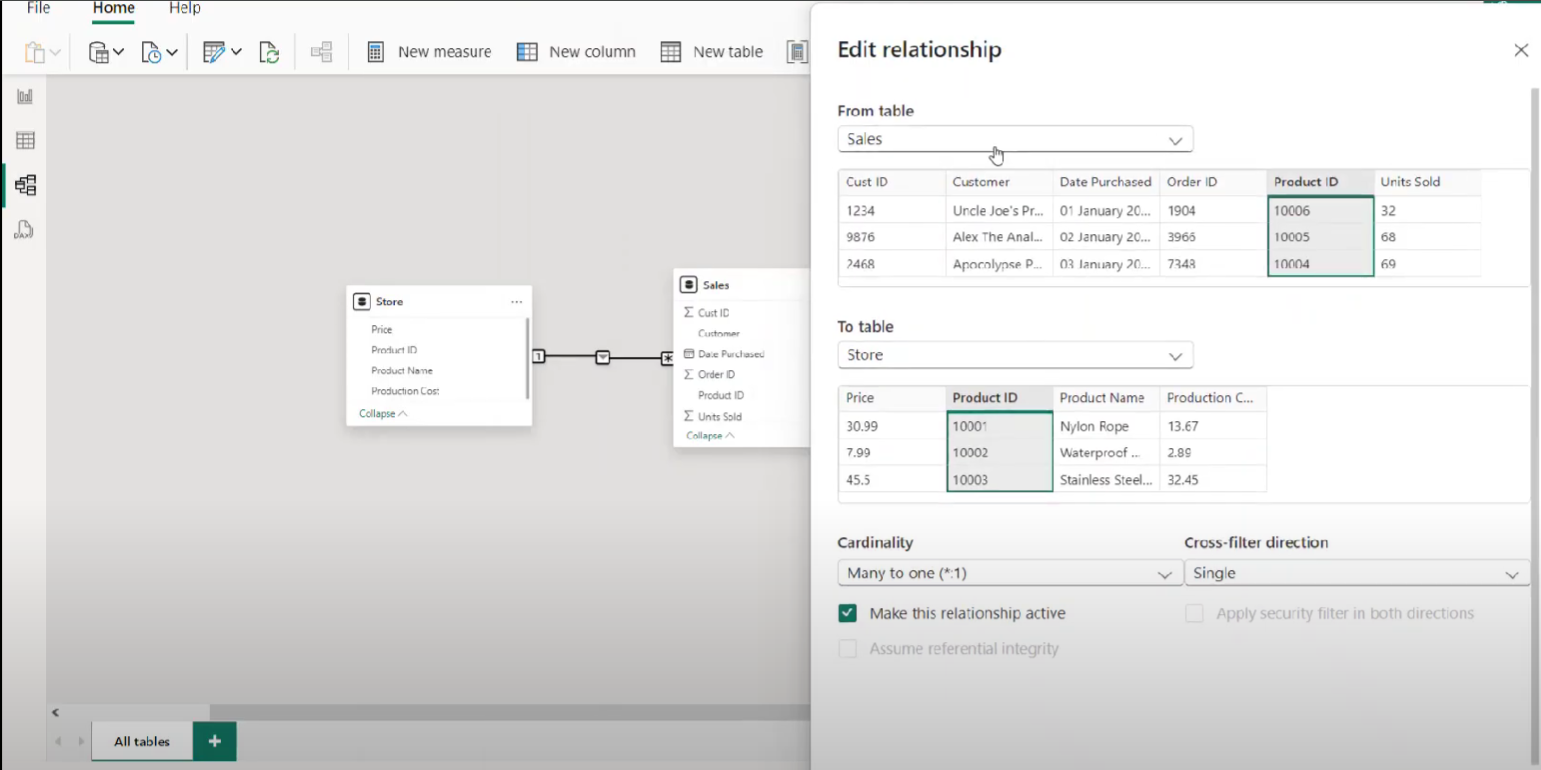 File Home Help
New measure New column New table
Edit relationship
From table
Sales
Cust ID Customer Date Purchased Order ID Product ID Units Sold
1234 Uncle Joe's Pr... 01 January 20... 1904 10006 32
9876 Alex The Anal... 02 January 20... 3966 10005 68
2468 Apocolypse P... 03 January 20... 7348 10004 69
To table
Store
Price Product ID Product Name Production C...
30.99 10001 Nylon Rope 13.67
7.99 10002 Waterproof ... 2.89
45.5 10003 Stainless Steel... 32.45
Cardinality Cross-filter direction
Many to one (*:1) Single
Make this relationship active Apply security filter in both directions
Assume referential integrity
Store ...
Price
Product ID
Product Name
Production Cost
Collapse
1 *
Sales
Σ Cust ID
Customer
Date Purchased
Σ Order ID
Product ID
Σ Units Sold
Collapse
DAX
All tables +